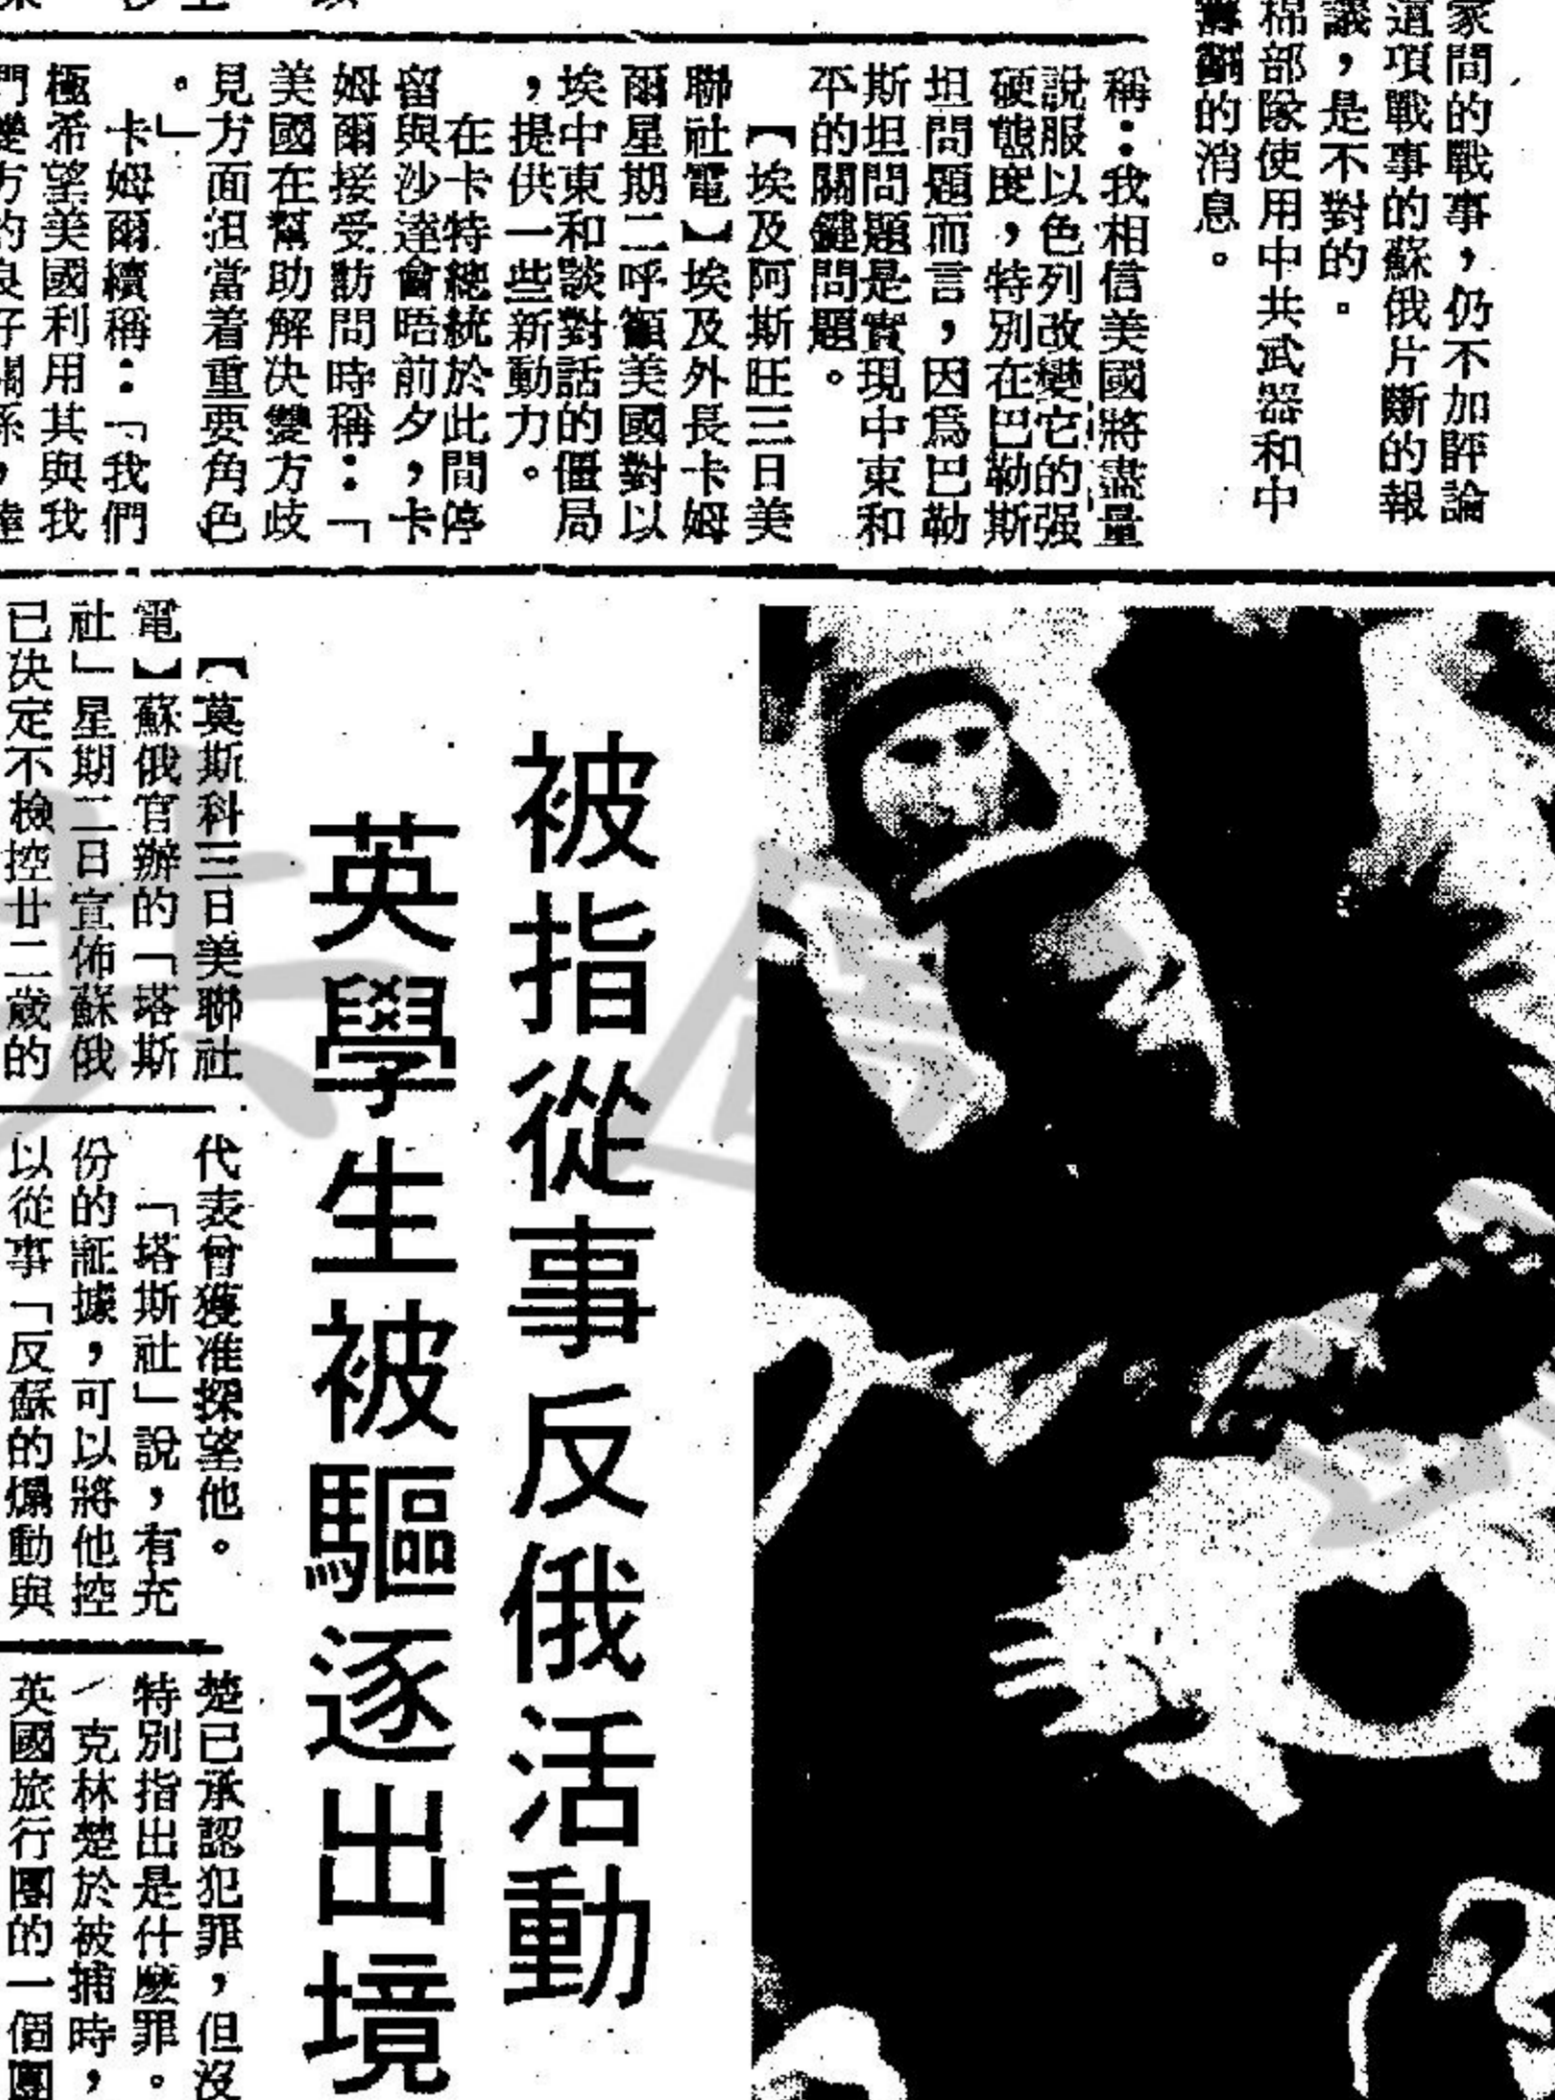 家間的戰事，仍不加評論
這項戰事的蘇俄片斷的報
議，是不對的。
棉部隊使用中共武器和中
的消息。
稱：我相信美國將盡量
說服以色列改變它的强
硬態度，特別在巴勒斯
坦問題而言，因爲巴勒
斯坦問題是實現中東和
平的關鍵問題。
【埃及阿斯旺三日美
聯社電】埃及外長卡姆
爾星期二呼籲美國對以
埃中東和談對話的僵局
，提供一些新動力。
在卡特總統於此間停
留與沙達會晤前夕，卡
姆爾接受訪問時稱：「
美國在幫助解決雙方歧
見方面担當着重要角色
。」
卡姆爾續稱：「我們
極希望美國利用其與我
們雙方的良好關係，
被指從事反俄活動
英學生被驅逐出境
【莫斯科三日美聯社
電】蘇俄官辦的「塔斯
社」星期二日宣佈蘇俄
已決定不檢控廿二歲的
代表曾獲准探望他。
「塔斯社」說，有充
份的証據，可以將他控
以從事「反蘇的煽動與
楚已承認犯罪，但沒
特別指出是什麼罪。
克林楚於被捕時，
英國旅行團的一個團
共